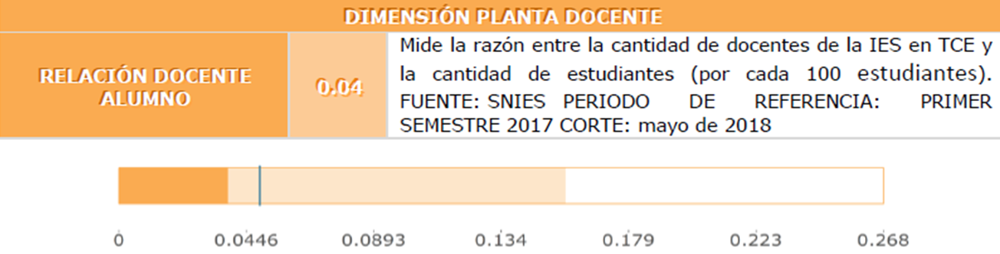 DIMENSIÓN PLANTA DOCENTE
RELACIÓN DOCENTE
ALUMNO
0.04
Mide la razón entre la cantidad de docentes de la IES en TCE y
la cantidad de estudiantes (por cada 100 estudiantes).
FUENTE: SNIES PERIODO DE REFERENCIA: PRIMER
SEMESTRE 2017 CORTE: mayo de 2018
0 0.0446 0.0893 0.134 0.179 0.223 0.268